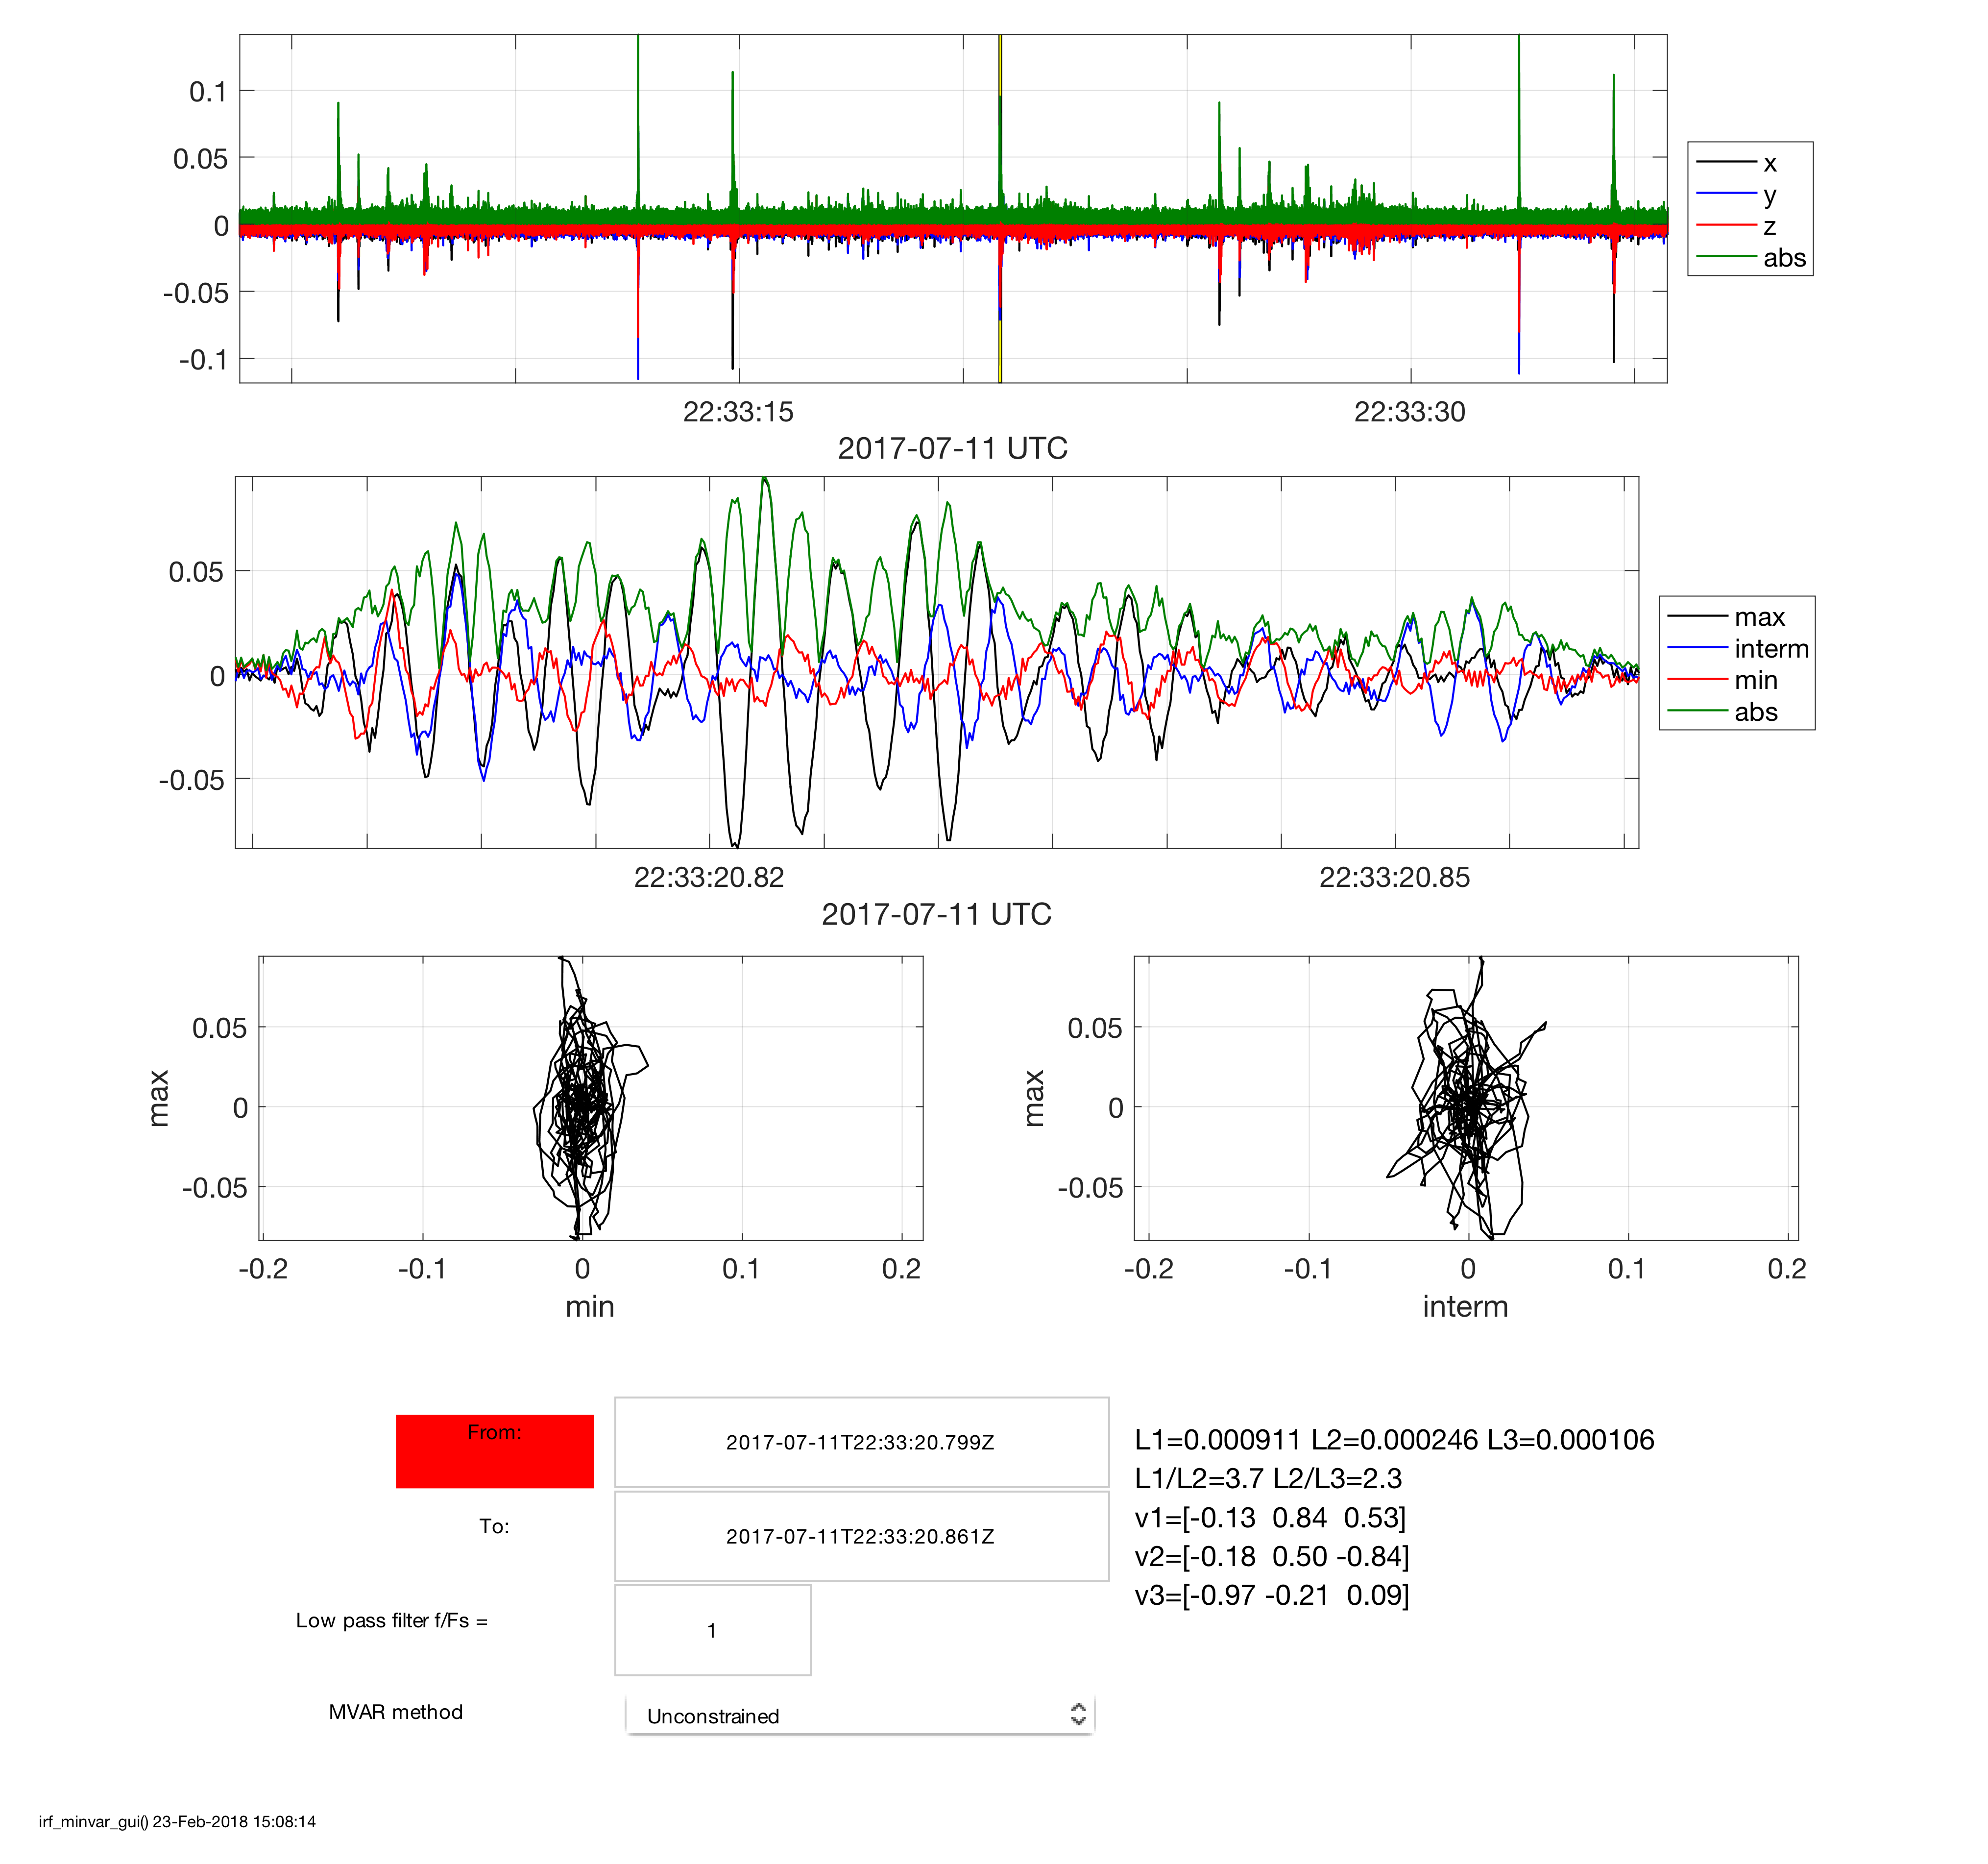 0.1
0.05
0
-0.05
-0.1
x
y
z
abs
22:33:15
22:33:30
2017-07-11 UTC
0.05
0
-0.05
max
interm
min
abs
22:33:20.82
22:33:20.85
2017-07-11 UTC
max
0.05
0
-0.05
-0.2
-0.1
0
0.1
0.2
min
max
0.05
0
-0.05
-0.2
-0.1
0
0.1
0.2
interm
From:
2017-07-11T22:33:20.799Z
To:
2017-07-11T22:33:20.861Z
Low pass filter f/Fs =
1
MVAR method
Unconstrained
L1=0.000911 L2=0.000246 L3=0.000106
L1/L2=3.7 L2/L3=2.3
v1=[-0.13 0.84 0.53]
v2=[-0.18 0.50 -0.84]
v3=[-0.97 -0.21 0.09]
irf_minvar_gui() 23-Feb-2018 15:08:14